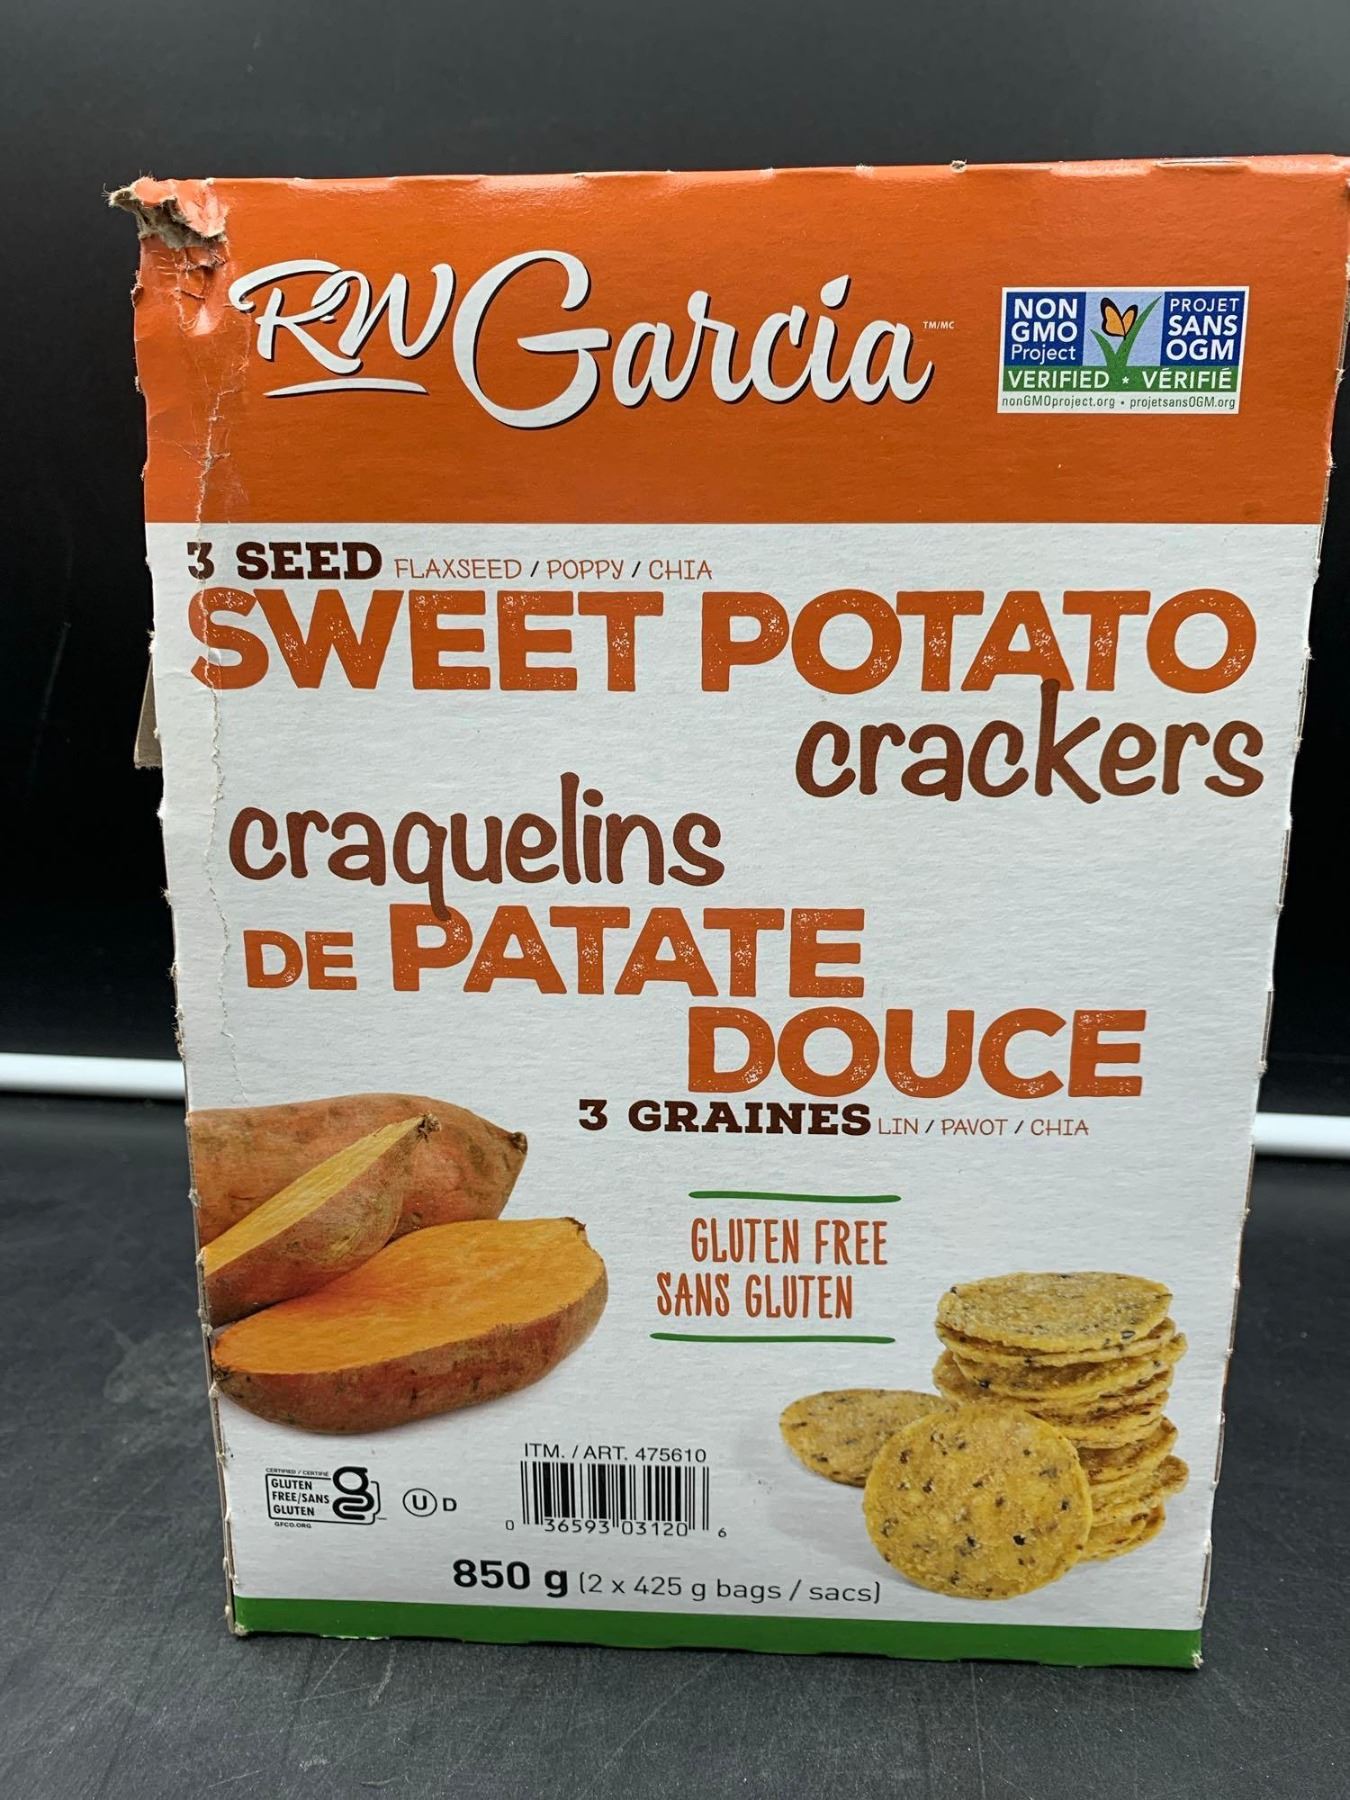 RW Garcia TM/MC
NON GMO Project
PROJET SANS OGM
VERIFIED • VÉRIFIÉ
nonGMOproject.org • projetsansOGM.org
3 SEED FLAXSEED / POPPY / CHIA
SWEET POTATO
crackers
craquelins
DE PATATE
DOUCE
3 GRAINES LIN / PAVOT / CHIA
GLUTEN FREE
SANS GLUTEN
ITM. / ART. 475610
CERTIFIED / CERTIFIÉ
GLUTEN
FREE/SANS
GLUTEN
GFCO.ORG
U D
0 36593 03120 6
850 g (2 x 425 g bags / sacs)